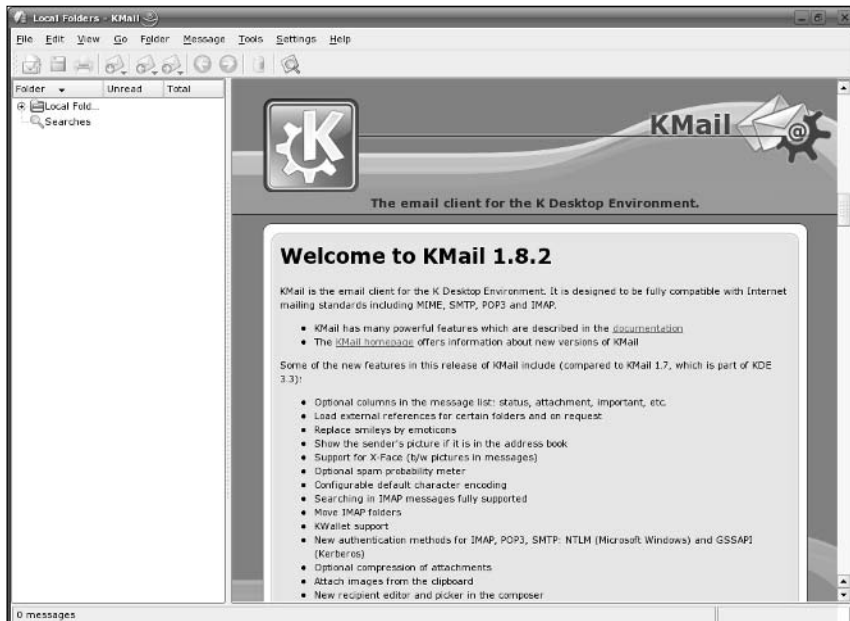 Local Folders - KMail
File Edit View Go Folder Message Tools Settings Help
Folder Unread Total
Local Fold...
Searches
K
KMail
@
The email client for the K Desktop Environment.
Welcome to KMail 1.8.2
KMail is the email client for the K Desktop Environment. It is designed to be fully compatible with Internet
mailing standards including MIME, SMTP, POP3 and IMAP.
• KMail has many powerful features which are described in the documentation
• The KMail homepage offers information about new versions of KMail
Some of the new features in this release of KMail include (compared to KMail 1.7, which is part of KDE
3.3):
• Optional columns in the message list: status, attachment, important, etc.
• Load external references for certain folders and on request
• Replace smileys by emoticons
• Show the sender's picture if it is in the address book
• Support for X-Face (b/w pictures in messages)
• Optional spam probability meter
• Configurable default character encoding
• Searching in IMAP messages fully supported
• Move IMAP folders
• KWallet support
• New authentication methods for IMAP, POP3, SMTP: NTLM (Microsoft Windows) and GSSAPI
(Kerberos)
• Optional compression of attachments
• Attach images from the clipboard
• New recipient editor and picker in the composer
0 messages